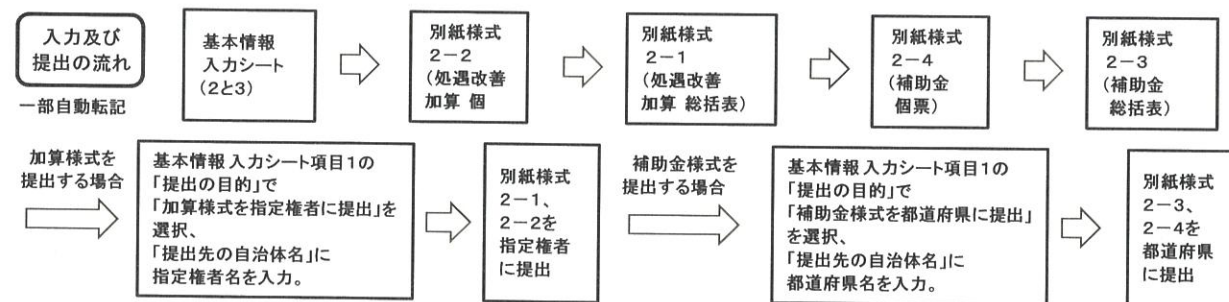 入力及び
提出の流れ
一部自動転記
基本情報
入力シート
(2と3)
別紙様式
2-2
(処遇改善
加算 個
別紙様式
2-1
(処遇改善
加算 総括表)
別紙様式
2-4
(補助金
個票)
別紙様式
2-3
(補助金
総括表)
加算様式を
提出する場合
基本情報 入力シート項目1の
「提出の目的」で
「加算様式を指定権者に提出」を
選択、
「提出先の自治体名」に
指定権者名を入力。
別紙様式
2-1、
2-2を
指定権者
に提出
補助金様式を
提出する場合
基本情報 入力シート項目1の
「提出の目的」で
「補助金様式を都道府県に提出」
を選択、
「提出先の自治体名」に
都道府県名を入力。
別紙様式
2-3、
2-4を
都道府県
に提出